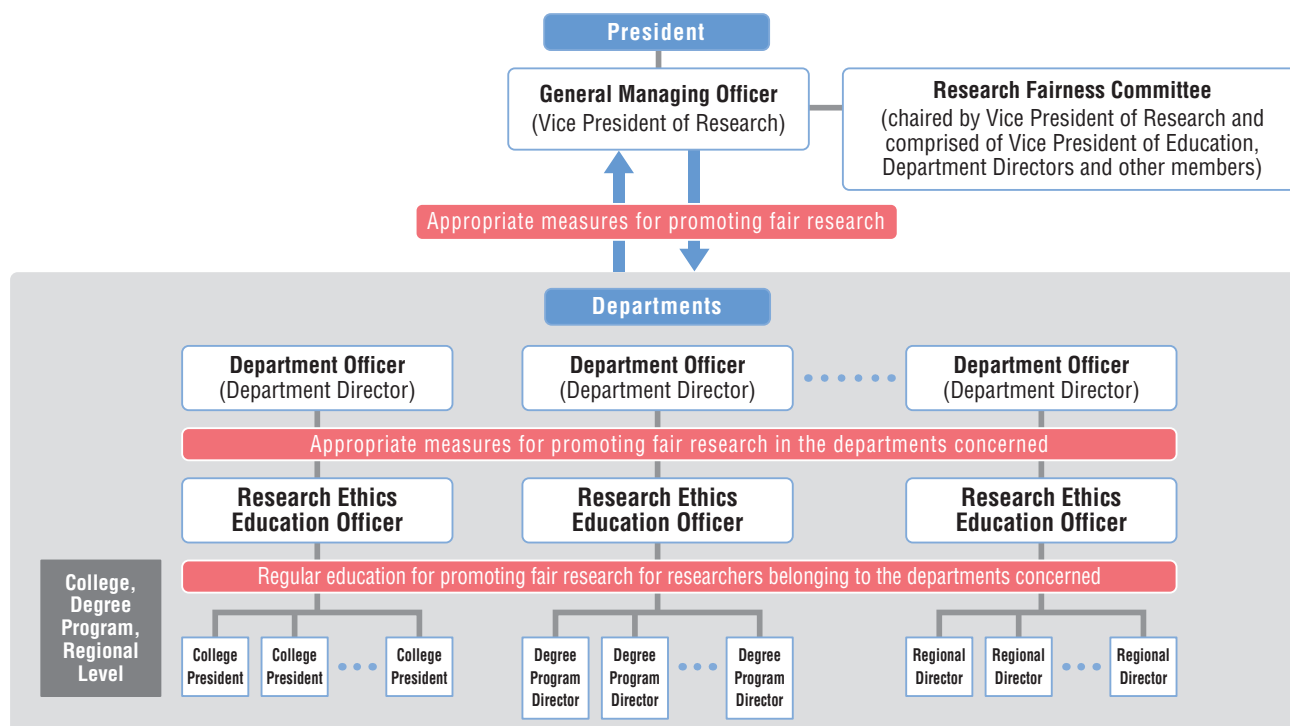 President
General Managing Officer
(Vice President of Research)
Research Fairness Committee
(chaired by Vice President of Research and
comprised of Vice President of Education,
Department Directors and other members)
Appropriate measures for promoting fair research
Departments
Department Officer
(Department Director)
Department Officer
(Department Director)
Department Officer
(Department Director)
Appropriate measures for promoting fair research in the departments concerned
Research Ethics
Education Officer
Research Ethics
Education Officer
Research Ethics
Education Officer
Regular education for promoting fair research for researchers belonging to the departments concerned
College,
Degree
Program,
Regional
Level
College
President
College
President
College
President
Degree
Program
Director
Degree
Program
Director
Degree
Program
Director
Regional
Director
Regional
Director
Regional
Director